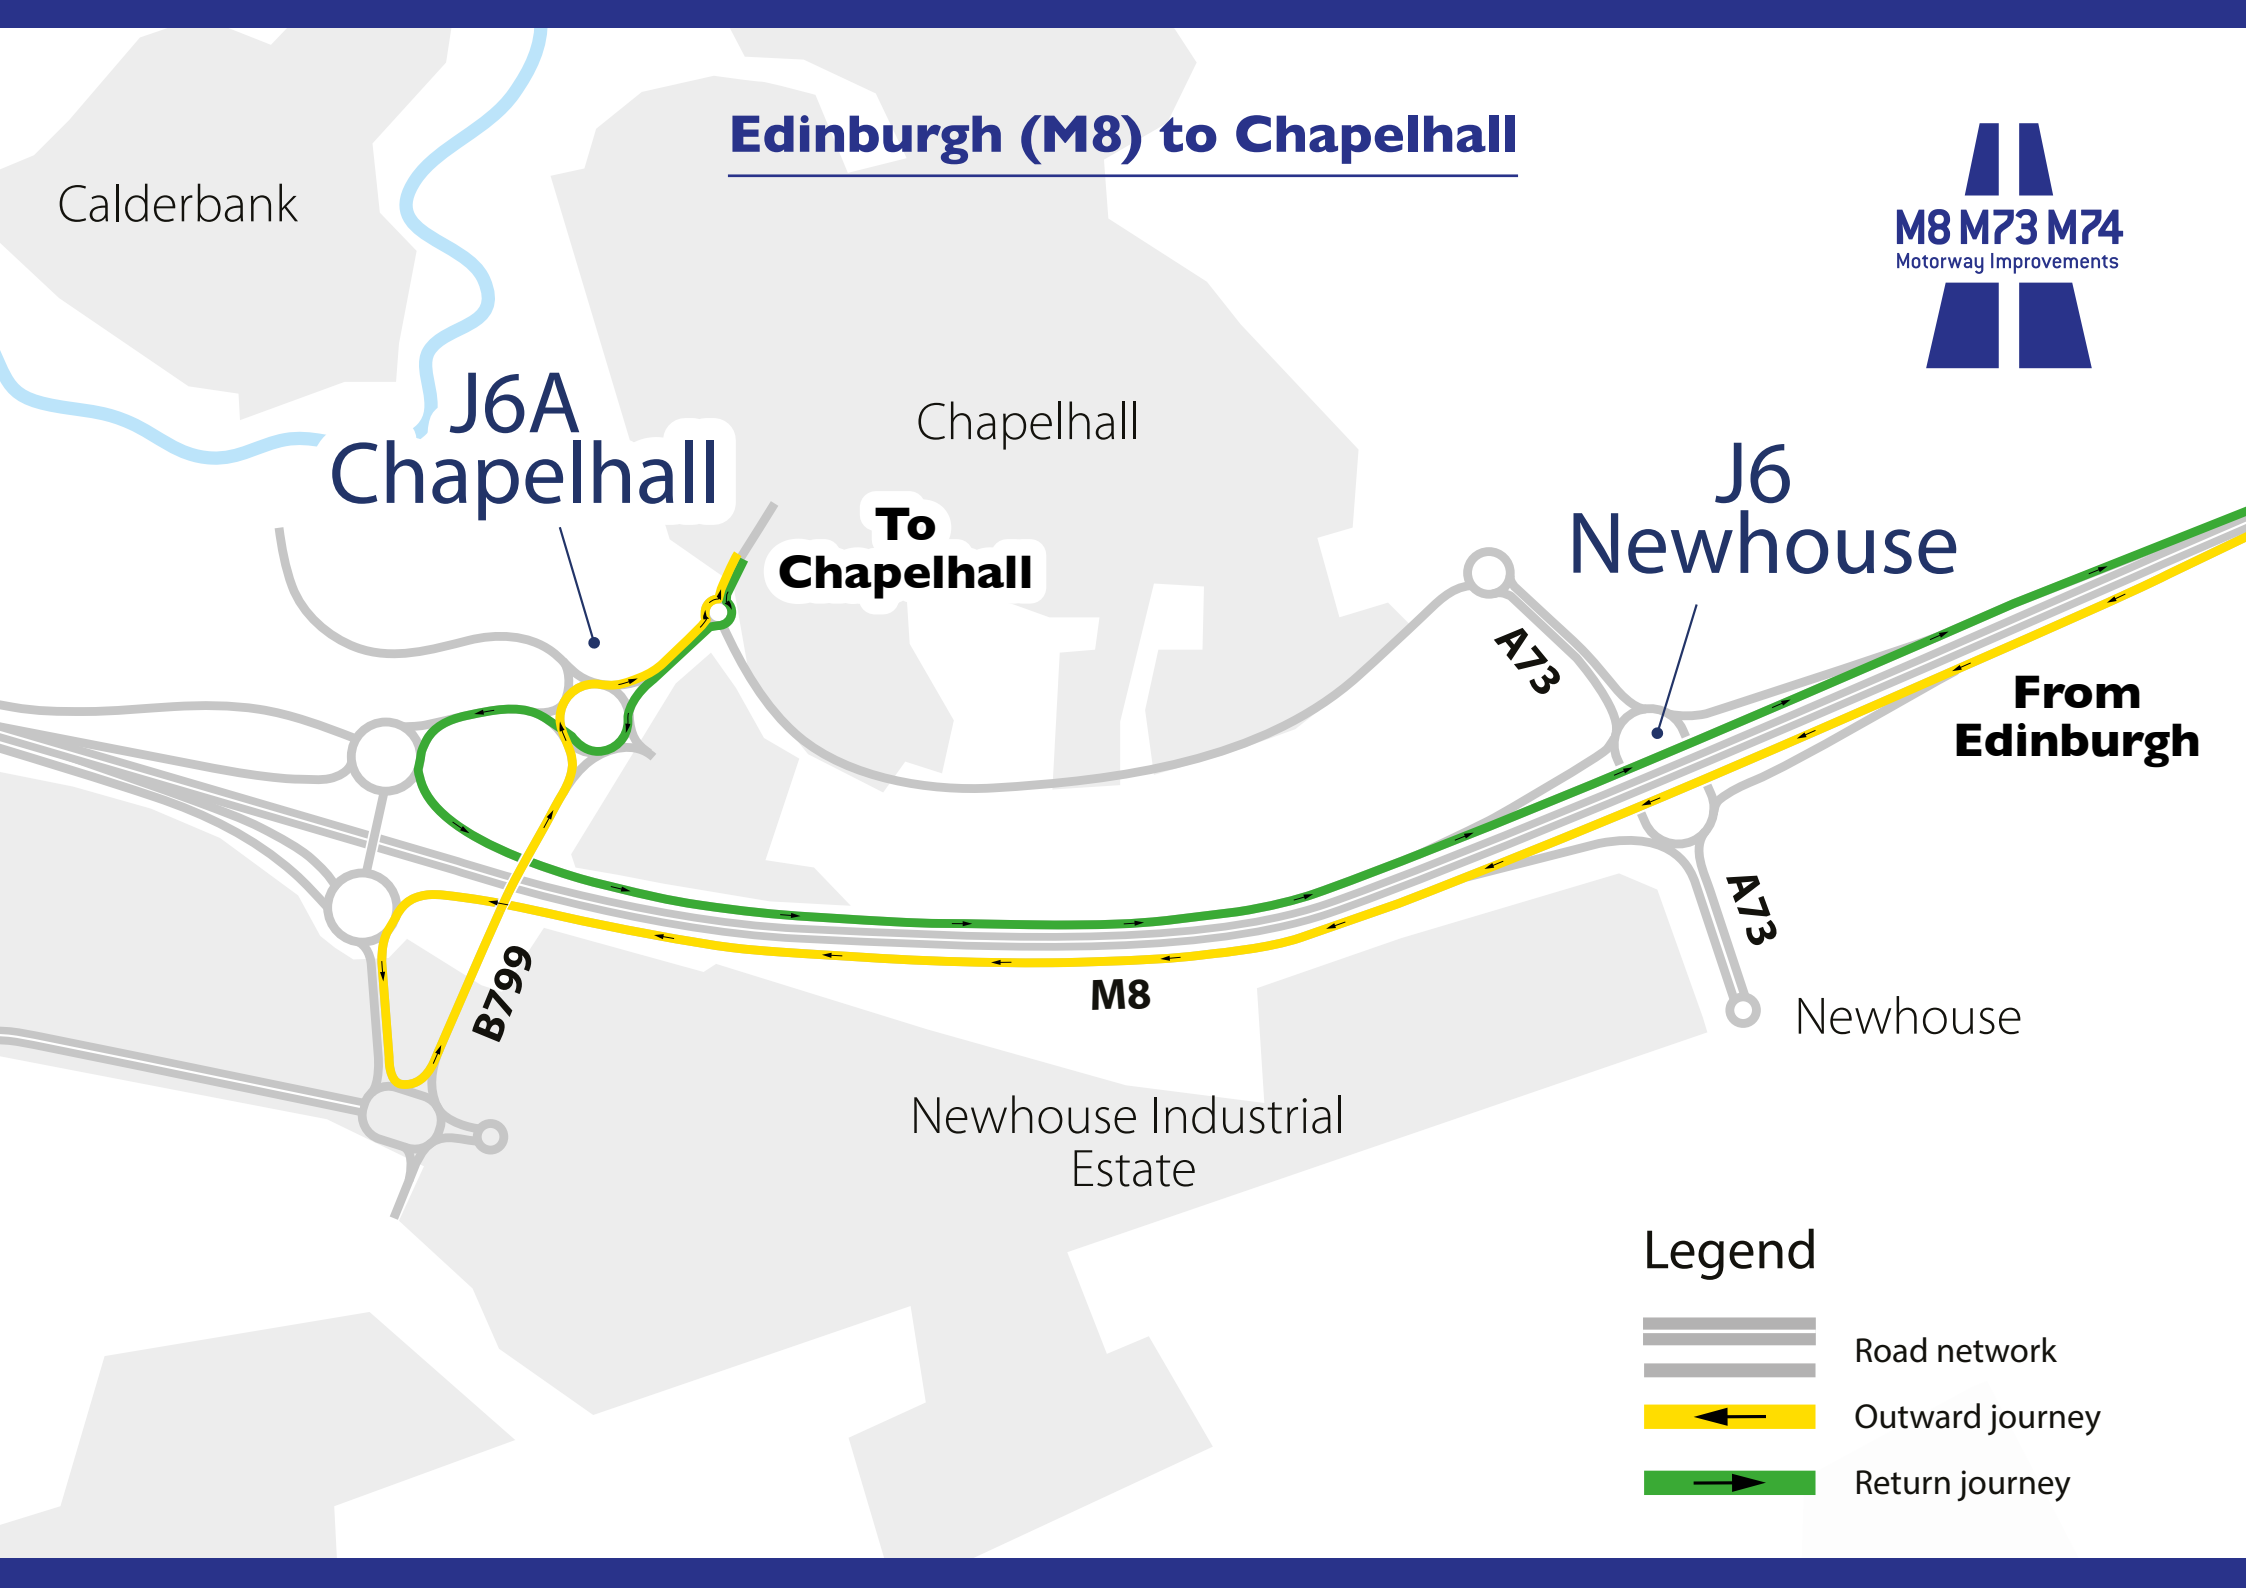 Edinburgh (M8) to Chapelhall
M8 M73 M74
Motorway Improvements
Calderbank
J6A
Chapelhall
Chapelhall
To
Chapelhall
J6
Newhouse
A73
From
Edinburgh
A73
B799
M8
Newhouse
Newhouse Industrial
Estate
Legend
Road network
Outward journey
Return journey